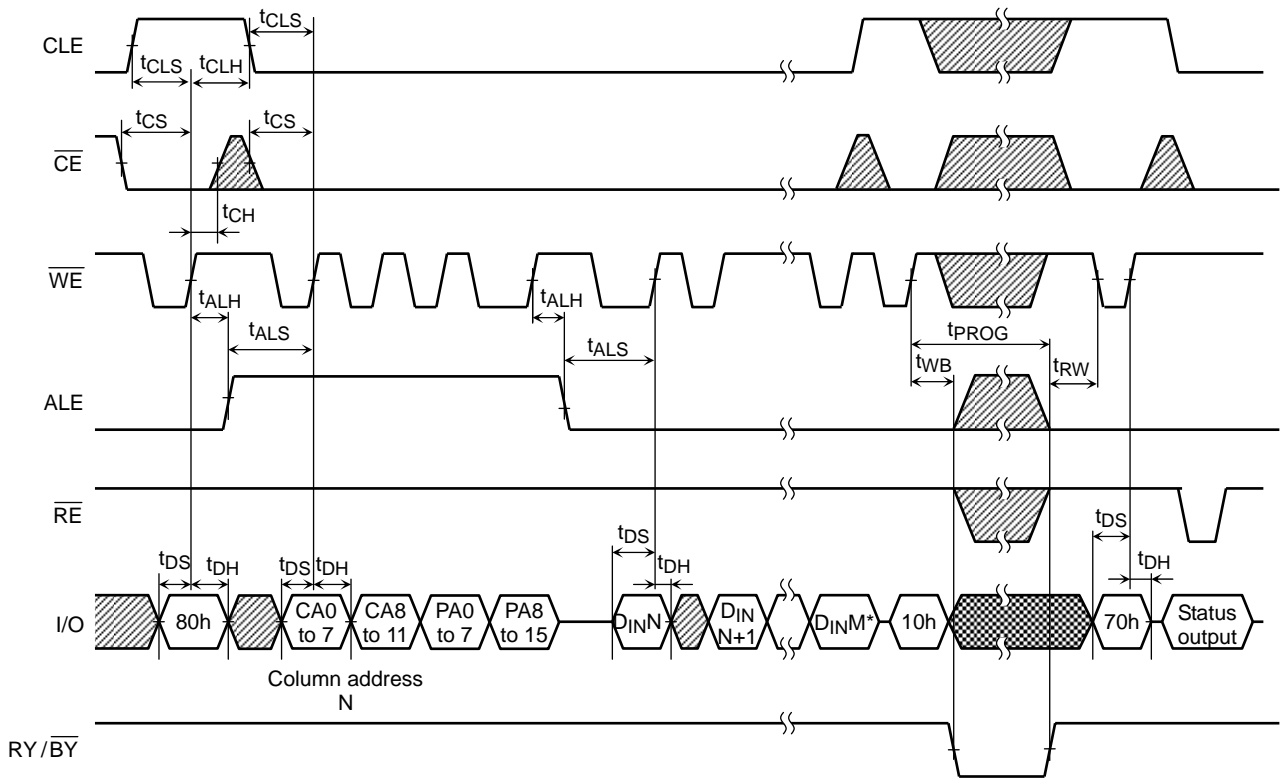 tCLS
CLE
tCLS tCLH
tCS tCS
CE
tCH
WE
tALH tALH
tALS tALS tPROG
tWB tRW
ALE
RE
tDS tDH tDS tDH tDS tDH tDS tDH
I/O 80h CA0 to 7 CA8 to 11 PA0 to 7 PA8 to 15 DINN DIN N+1 DINM* 10h 70h Status output
Column address
N
RY/BY